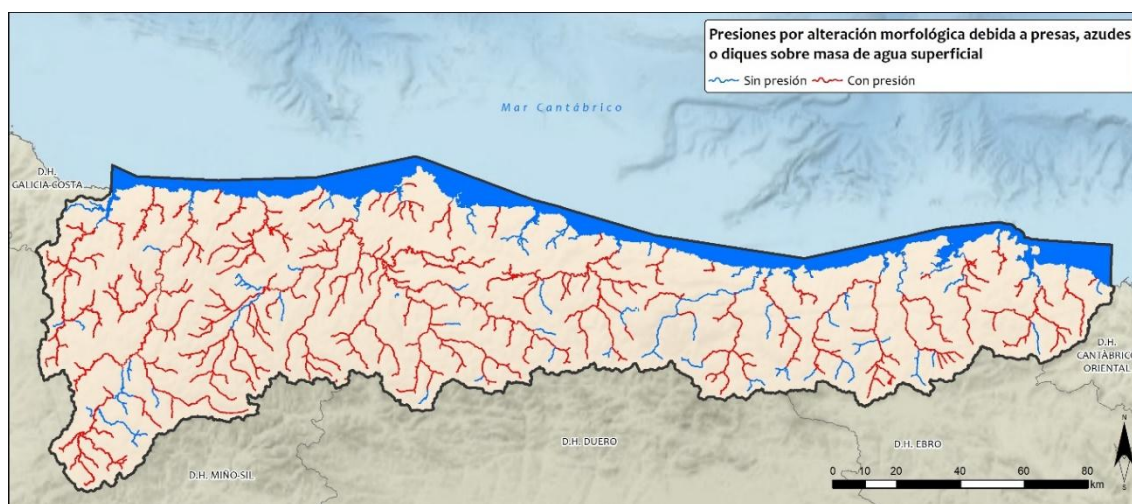 Presiones por alteración morfológica debida a presas, azudes
o diques sobre masa de agua superficial
Sin presión
Con presión
Mar Cantábrico
D.H.
GALICIA-COSTA
D.H.
CANTÁBRICO
ORIENTAL
D.H. DUERO
D.H. EBRO
D.H. MIÑO-SIL
N
S
0 10 20 40 60 80
km